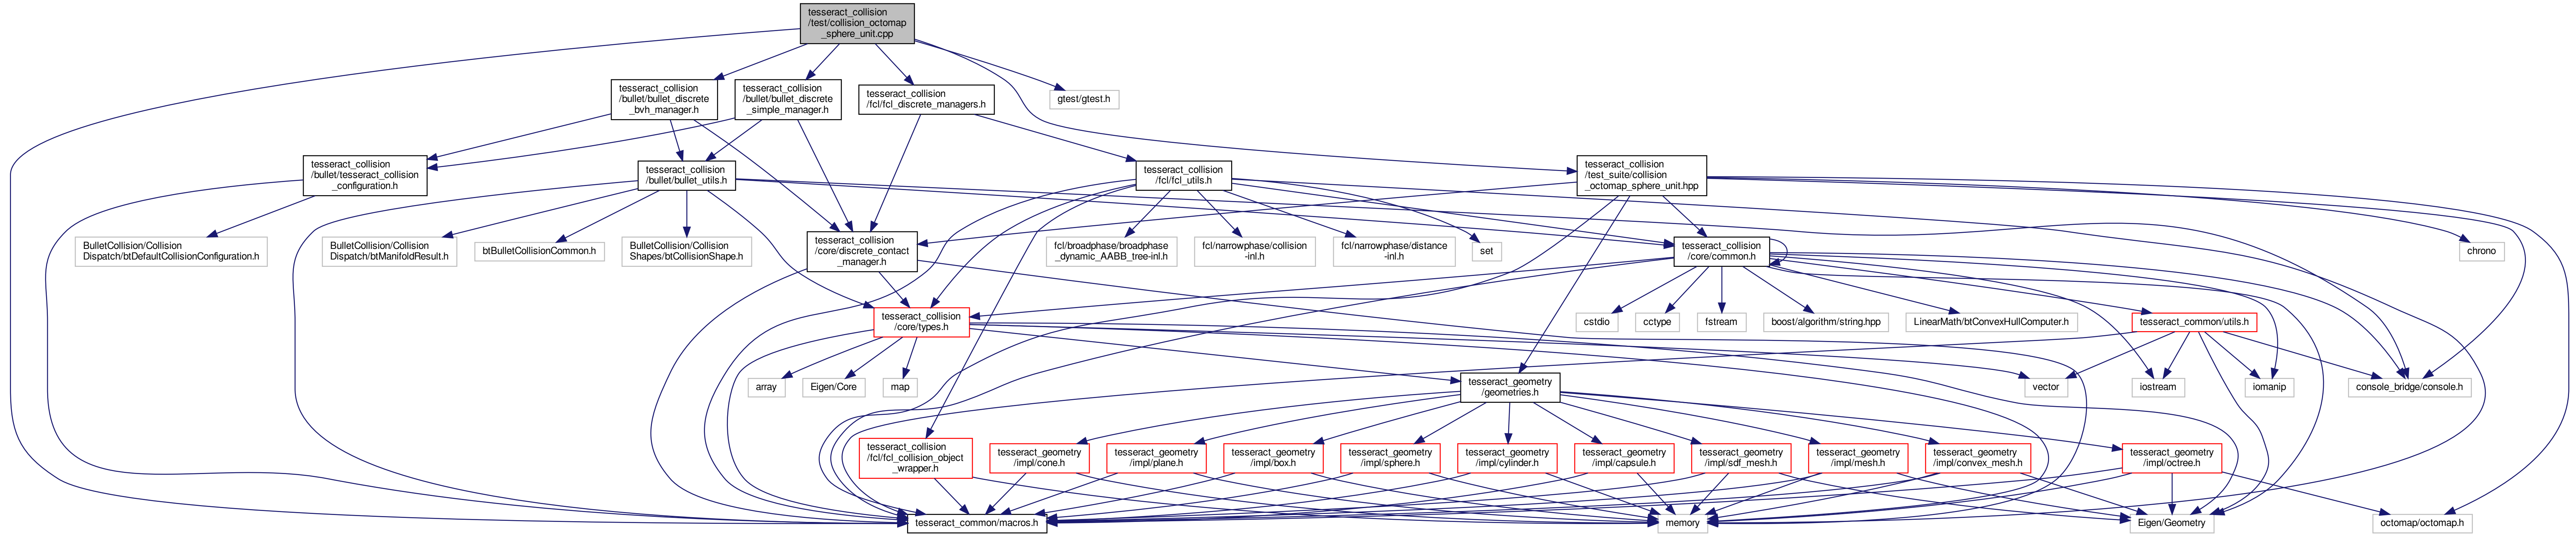 tesseract_collision
/test/collision_octomap
_sphere_unit.cpp
tesseract_collision
/bullet/bullet_discrete
_bvh_manager.h
tesseract_collision
/bullet/bullet_discrete
_simple_manager.h
tesseract_collision
/fcl/fcl_discrete_managers.h
gtest/gtest.h
tesseract_collision
/bullet/tesseract_collision
_configuration.h
tesseract_collision
/bullet/bullet_utils.h
tesseract_collision
/fcl/fcl_utils.h
tesseract_collision
/test_suite/collision
_octomap_sphere_unit.hpp
BulletCollision/Collision
Dispatch/btDefaultCollisionConfiguration.h
BulletCollision/Collision
Dispatch/btManifoldResult.h
btBulletCollisionCommon.h
BulletCollision/Collision
Shapes/btCollisionShape.h
tesseract_collision
/core/discrete_contact
_manager.h
fcl/broadphase/broadphase
_dynamic_AABB_tree-inl.h
fcl/narrowphase/collision
-inl.h
fcl/narrowphase/distance
-inl.h
set
tesseract_collision
/core/common.h
chrono
tesseract_collision
/core/types.h
cstdio
cctype
fstream
boost/algorithm/string.hpp
LinearMath/btConvexHullComputer.h
tesseract_common/utils.h
array
Eigen/Core
map
tesseract_geometry
/geometries.h
vector
iostream
iomanip
console_bridge/console.h
tesseract_collision
/fcl/fcl_collision_object
_wrapper.h
tesseract_geometry
/impl/cone.h
tesseract_geometry
/impl/plane.h
tesseract_geometry
/impl/box.h
tesseract_geometry
/impl/sphere.h
tesseract_geometry
/impl/cylinder.h
tesseract_geometry
/impl/capsule.h
tesseract_geometry
/impl/sdf_mesh.h
tesseract_geometry
/impl/mesh.h
tesseract_geometry
/impl/convex_mesh.h
tesseract_geometry
/impl/octree.h
tesseract_common/macros.h
memory
Eigen/Geometry
octomap/octomap.h